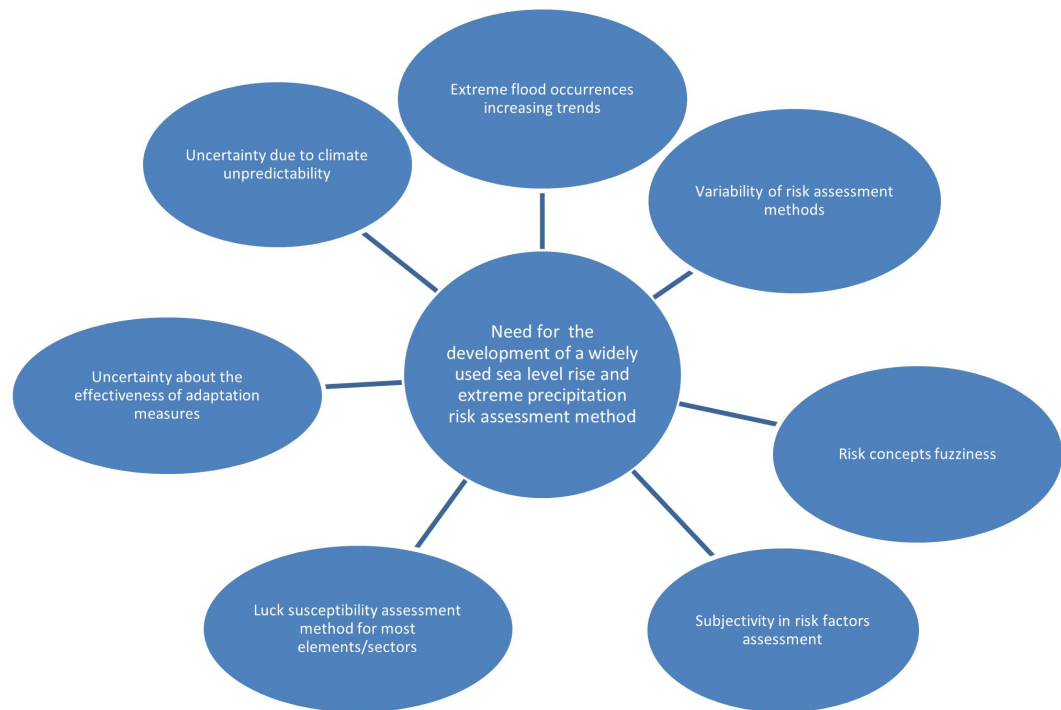 Extreme flood occurrences
increasing trends
Uncertainty due to climate
unpredictability
Variability of risk assessment
methods
Need for the
development of a widely
used sea level rise and
extreme precipitation
risk assessment method
Uncertainty about the
effectiveness of adaptation
measures
Risk concepts fuzziness
Luck susceptibility assessment
method for most
elements/sectors
Subjectivity in risk factors
assessment